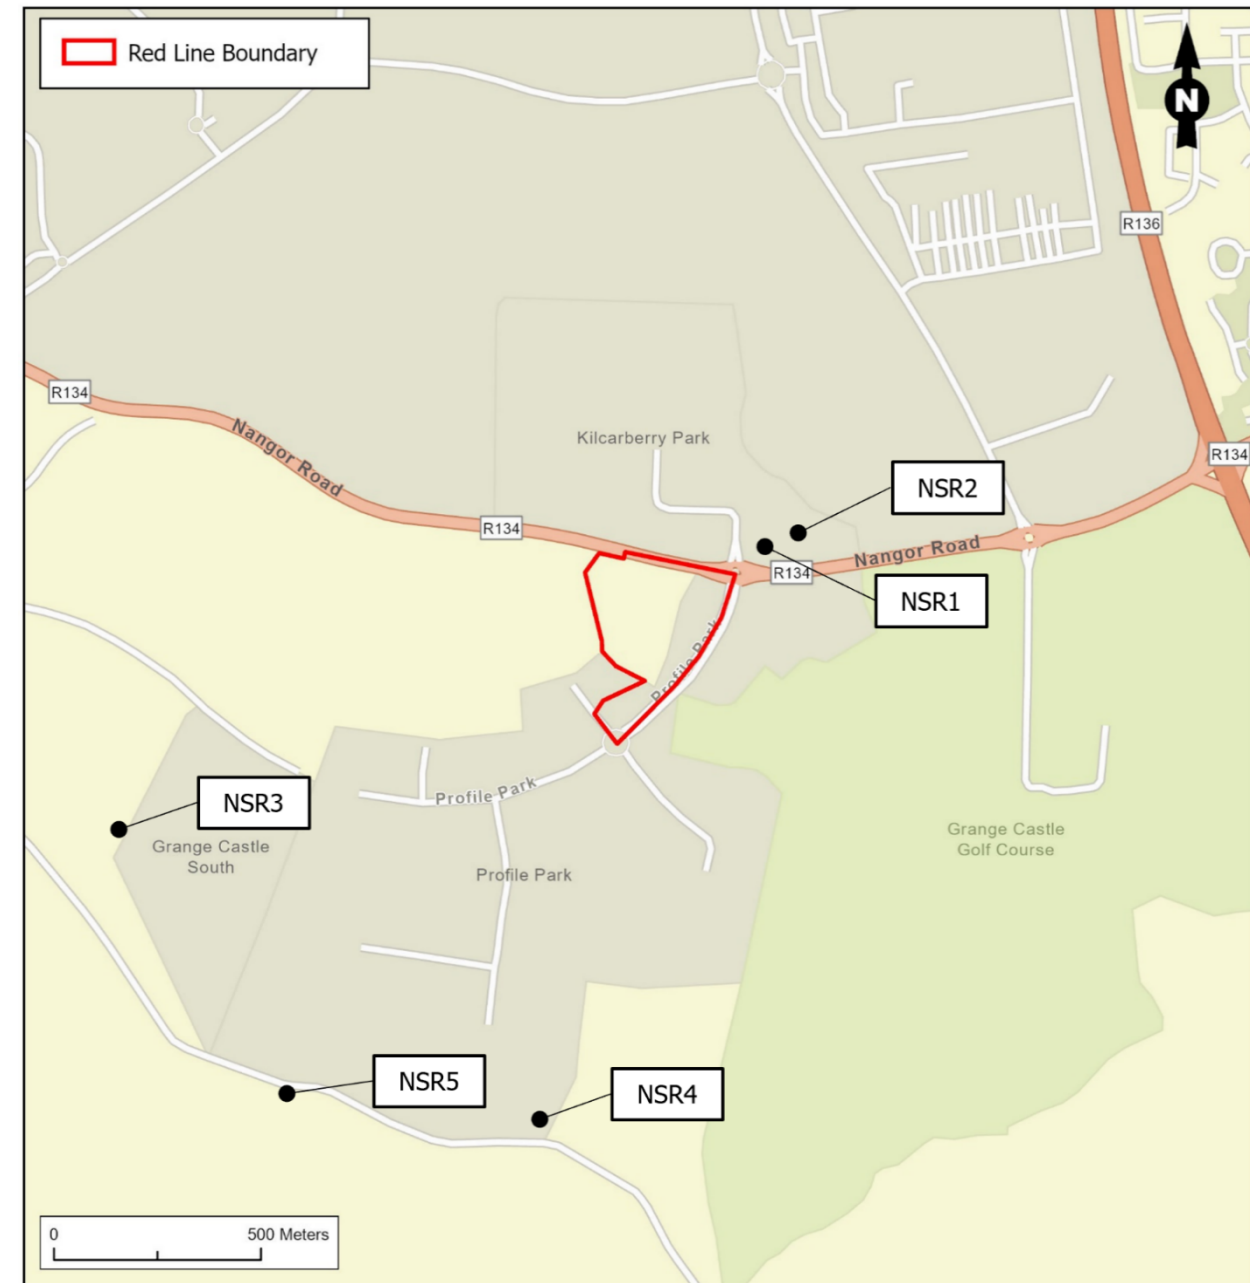 Red Line Boundary
N
R136
R134
Nangor Road
Kilcarberry Park
R134
NSR2
R134
Nangor Road
R134
NSR1
Profile Park
NSR3
Profile Park
Grange Castle
South
Profile Park
Grange Castle
Golf Course
NSR5
NSR4
0 500 Meters